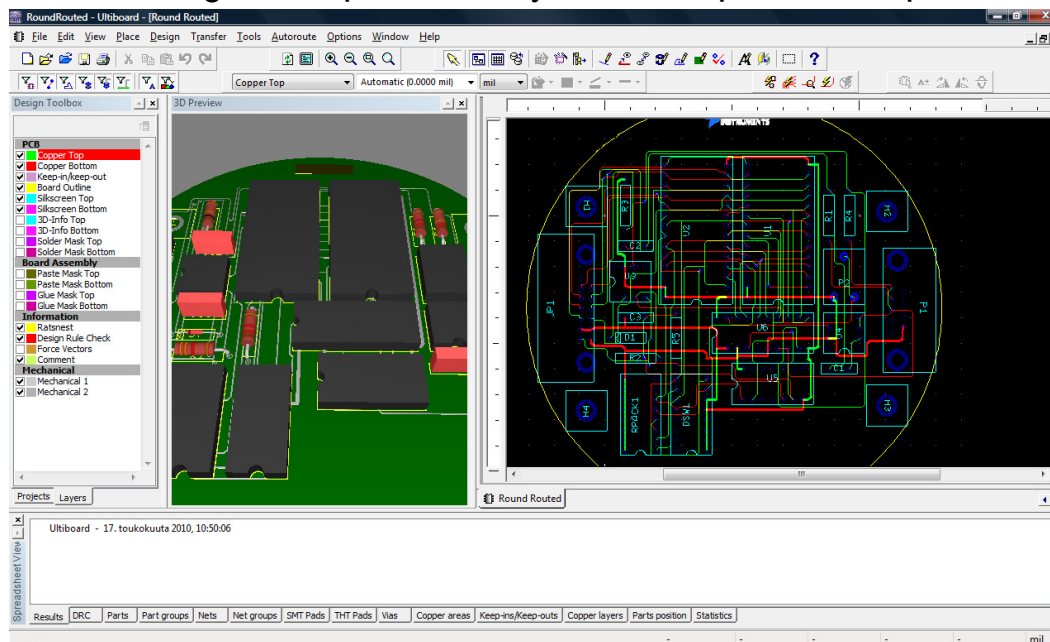 RoundRouted - Ultiboard - [Round Routed]
File Edit View Place Design Transfer Tools Autoroute Options Window Help
Copper Top Automatic (0.0000 mil) mil
Design Toolbox
3D Preview
PCB
Copper Top
Copper Bottom
Keep-in/keep-out
Board Outline
Silkscreen Top
Silkscreen Bottom
3D-Info Top
3D-Info Bottom
Solder Mask Top
Solder Mask Bottom
Board Assembly
Paste Mask Top
Paste Mask Bottom
Glue Mask Top
Glue Mask Bottom
Information
Ratsnest
Design Rule Check
Force Vectors
Comment
Mechanical
Mechanical 1
Mechanical 2
Projects Layers
INSTRUMENTS
H1
R3
U2
U1
R1
R4
H2
C2
U3
P2
JP1
P1
C3
R5
U6
U4
D1
R2
U5
C1
H4
RPACK1
DSW1
H3
Round Routed
Ultiboard - 17. toukokuuta 2010, 10:50:06
Spreadsheet View
Results DRC Parts Part groups Nets Net groups SMT Pads THT Pads Vias Copper areas Keep-ins/Keep-outs Copper layers Parts position Statistics
mil